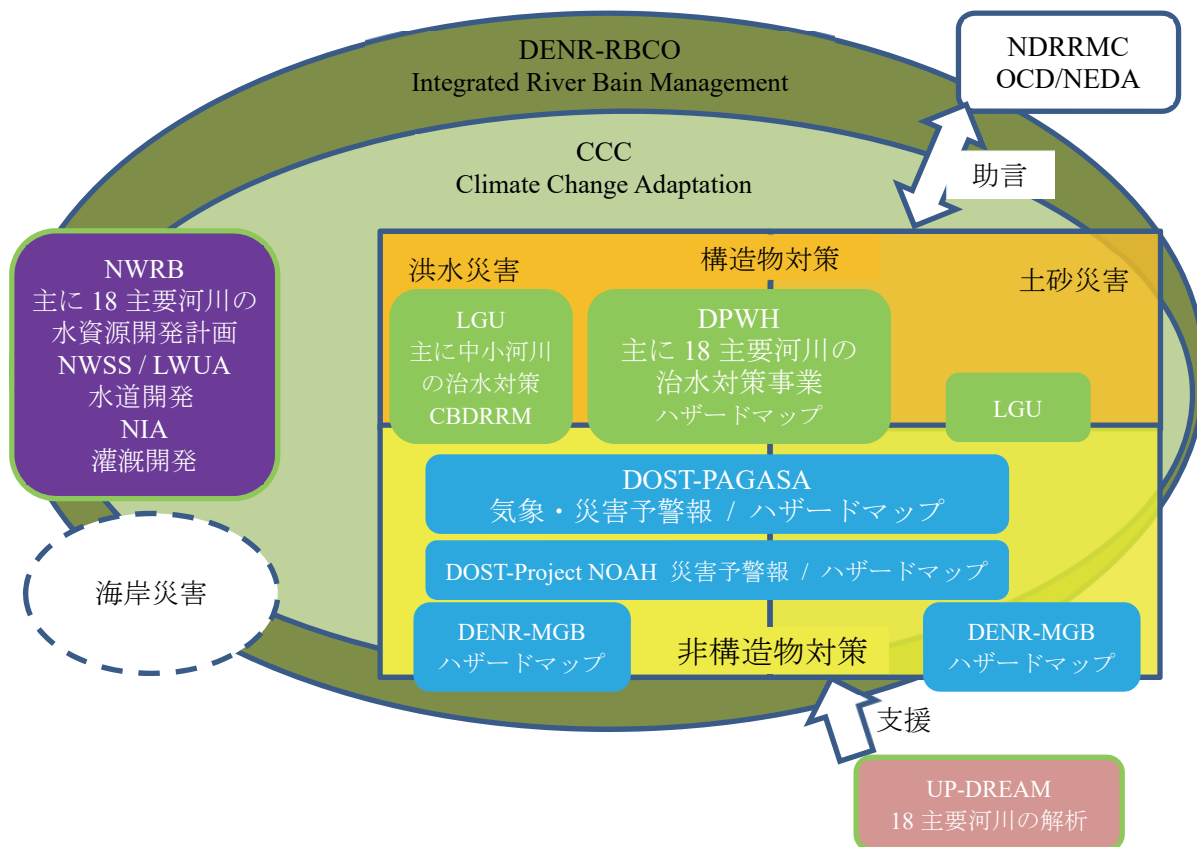 DENR-RBCO
Integrated River Bain Management
NDRRMC
OCD/NEDA
CCC
Climate Change Adaptation
助言
NWRB
主に 18 主要河川の
水資源開発計画
NWSS / LWUA
水道開発
NIA
灌漑開発
洪水災害
構造物対策
土砂災害
LGU
主に中小河川
の治水対策
CBDRRM
DPWH
主に 18 主要河川の
治水対策事業
ハザードマップ
LGU
DOST-PAGASA
気象・災害予警報 / ハザードマップ
DOST-Project NOAH 災害予警報 / ハザードマップ
海岸災害
DENR-MGB
ハザードマップ
非構造物対策
DENR-MGB
ハザードマップ
支援
UP-DREAM
18 主要河川の解析